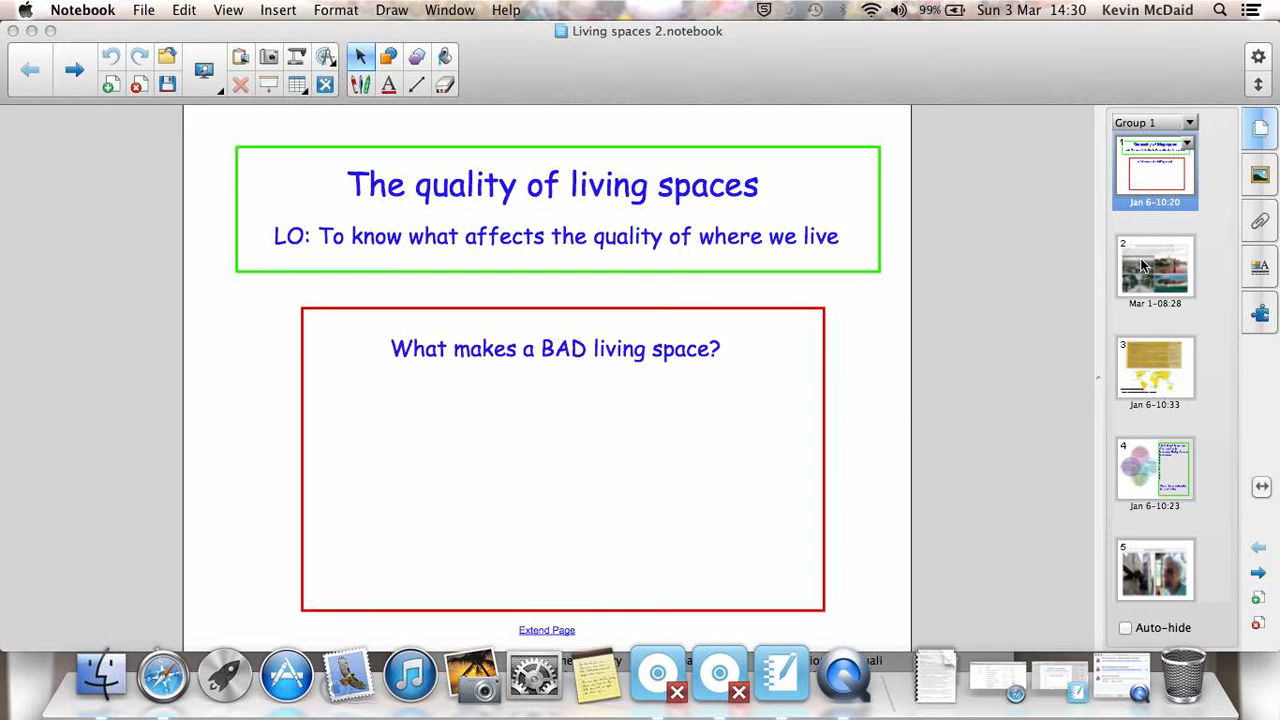 Notebook File Edit View Insert Format Draw Window Help 99% Sun 3 Mar 14:30 Kevin McDaid
Living spaces 2.notebook
Group 1
The quality of living spaces
LO: To know what affects the quality of where we live
What makes a BAD living space?
Extend Page
1
Jan 6-10:20
2
Mar 1-08:28
3
Jan 6-10:33
4
Jan 6-10:23
5
Auto-hide